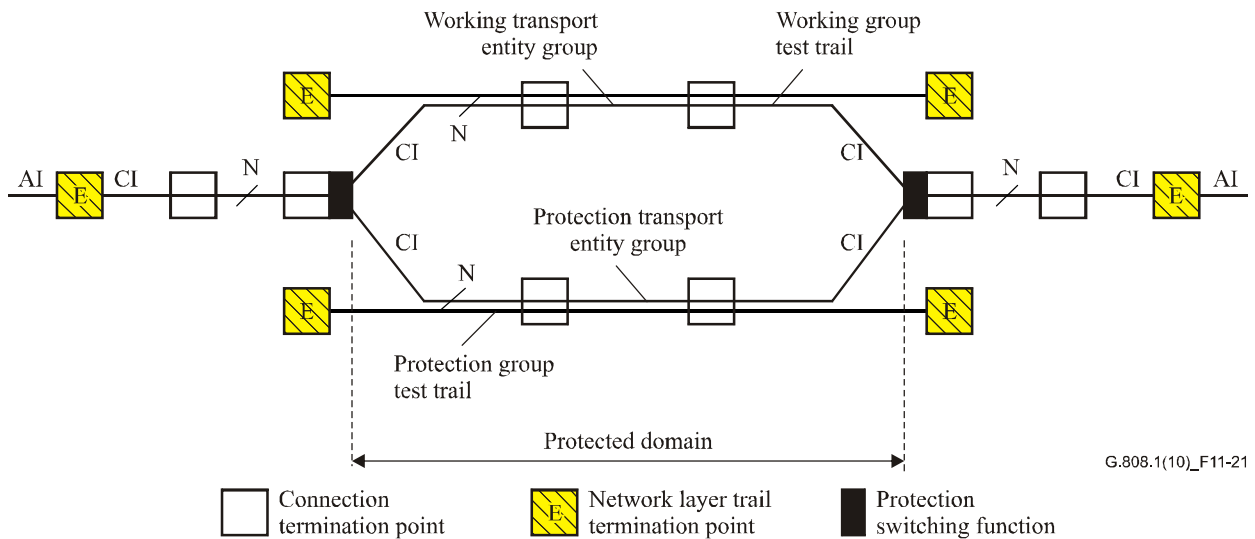 Working transport
entity group
Working group
test trail
E
E
N
CI
CI
AI
E
CI
N
N
CI
E
AI
Protection transport
entity group
CI
CI
N
E
E
Protection group
test trail
Protected domain
G.808.1(10)_F11-21
Connection
termination point
E
Network layer trail
termination point
Protection
switching function